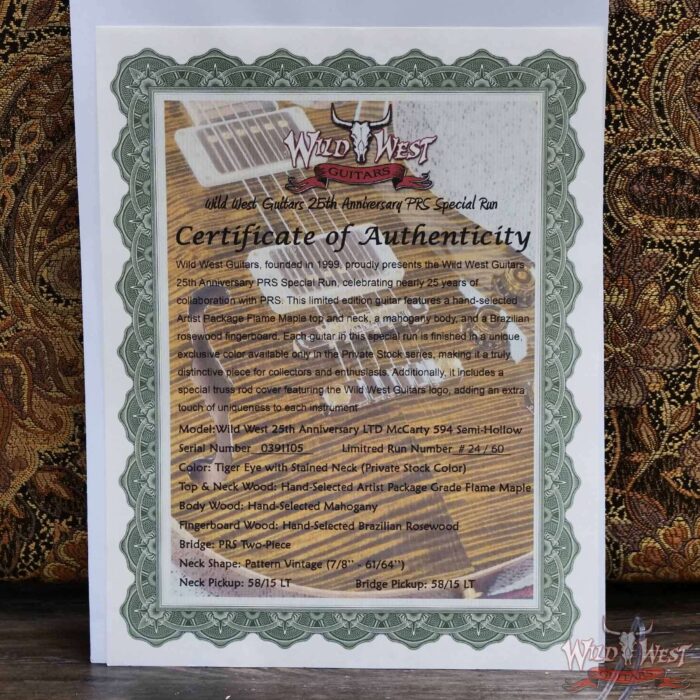 WILD WEST
GUITARS
Wild West Guitars 25th Anniversary PRS Special Run
Certificate of Authenticity
Wild West Guitars, founded in 1999, proudly presents the Wild West Guitars
25th Anniversary PRS Special Run, celebrating nearly 25 years of
collaboration with PRS. This limited edition guitar features a hand-selected
Artist Package Flame Maple top and neck, a mahogany body, and a Brazilian
rosewood fingerboard. Each guitar in this special run is finished in a unique,
exclusive color available only in the Private Stock series, making it a truly
distinctive piece for collectors and enthusiasts. Additionally, it includes a
special truss rod cover featuring the Wild West Guitars logo, adding an extra
touch of uniqueness to each instrument
Model:Wild West 25th Anniversary LTD McCarty 594 Semi-Hollow
Serial Number 0391105 Limitred Run Number # 24 / 60
Color: Tiger Eye with Stained Neck (Private Stock Color)
Top & Neck Wood: Hand-Selected Artist Package Grade Flame Maple
Body Wood: Hand-Selected Mahogany
Fingerboard Wood: Hand-Selected Brazilian Rosewood
Bridge: PRS Two-Piece
Neck Shape: Pattern Vintage (7/8'' - 61/64'')
Neck Pickup: 58/15 LT Bridge Pickup: 58/15 LT
WILD WEST
GUITARS